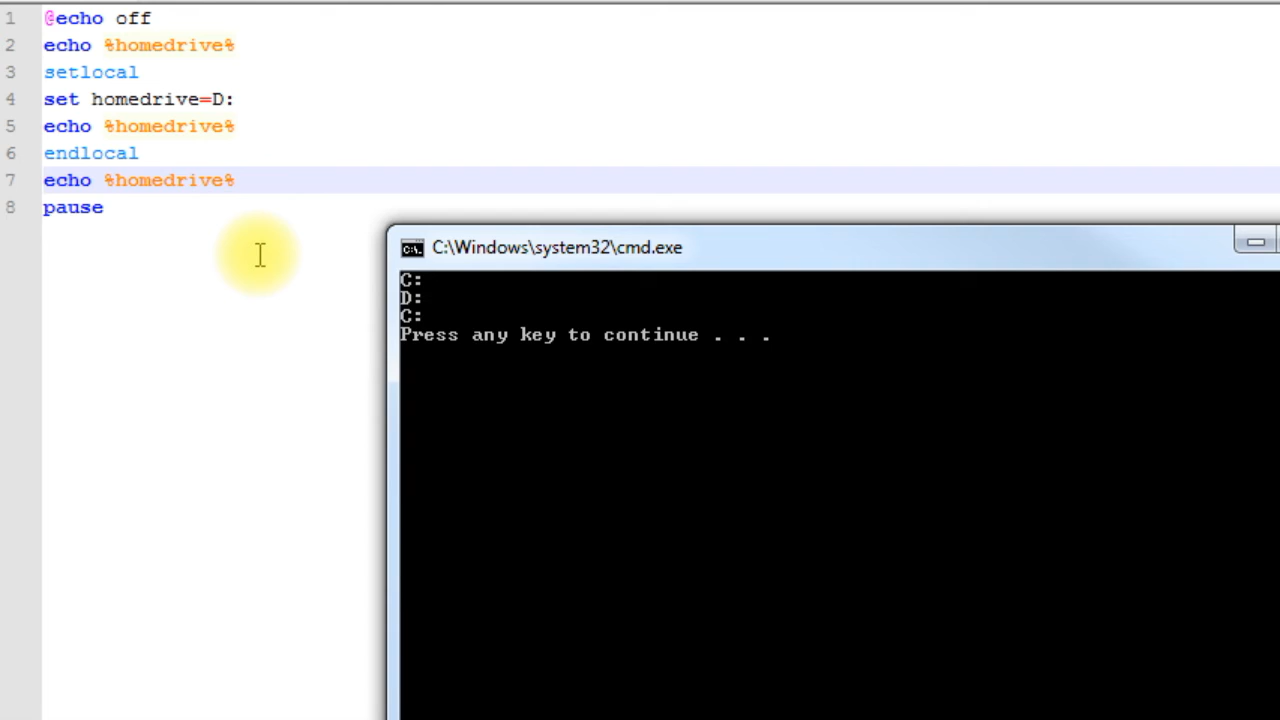 1 @echo off
2 echo %homedrive%
3 setlocal
4 set homedrive=D:
5 echo %homedrive%
6 endlocal
7 echo %homedrive%
8 pause
C:\Windows\system32\cmd.exe
C:
D:
C:
Press any key to continue . . .